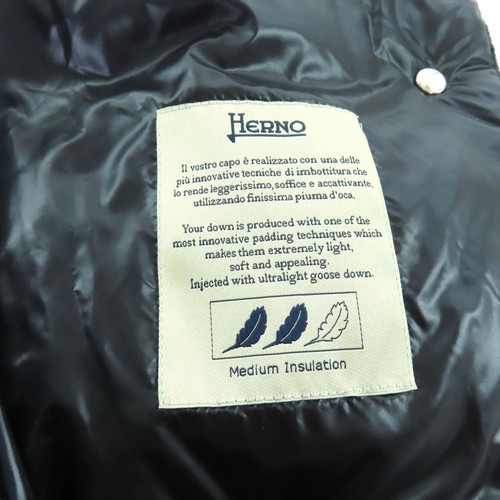 HERNO
Il vostro capo è realizzato con una delle
più innovative tecniche di imbottitura che
lo rende leggerissimo, soffice e accattivante,
utilizzando finissima piuma d'oca.
Your down is produced with one of the
most innovative padding techniques which
makes them extremely light,
soft and appealing.
Injected with ultralight goose down.
Medium Insulation